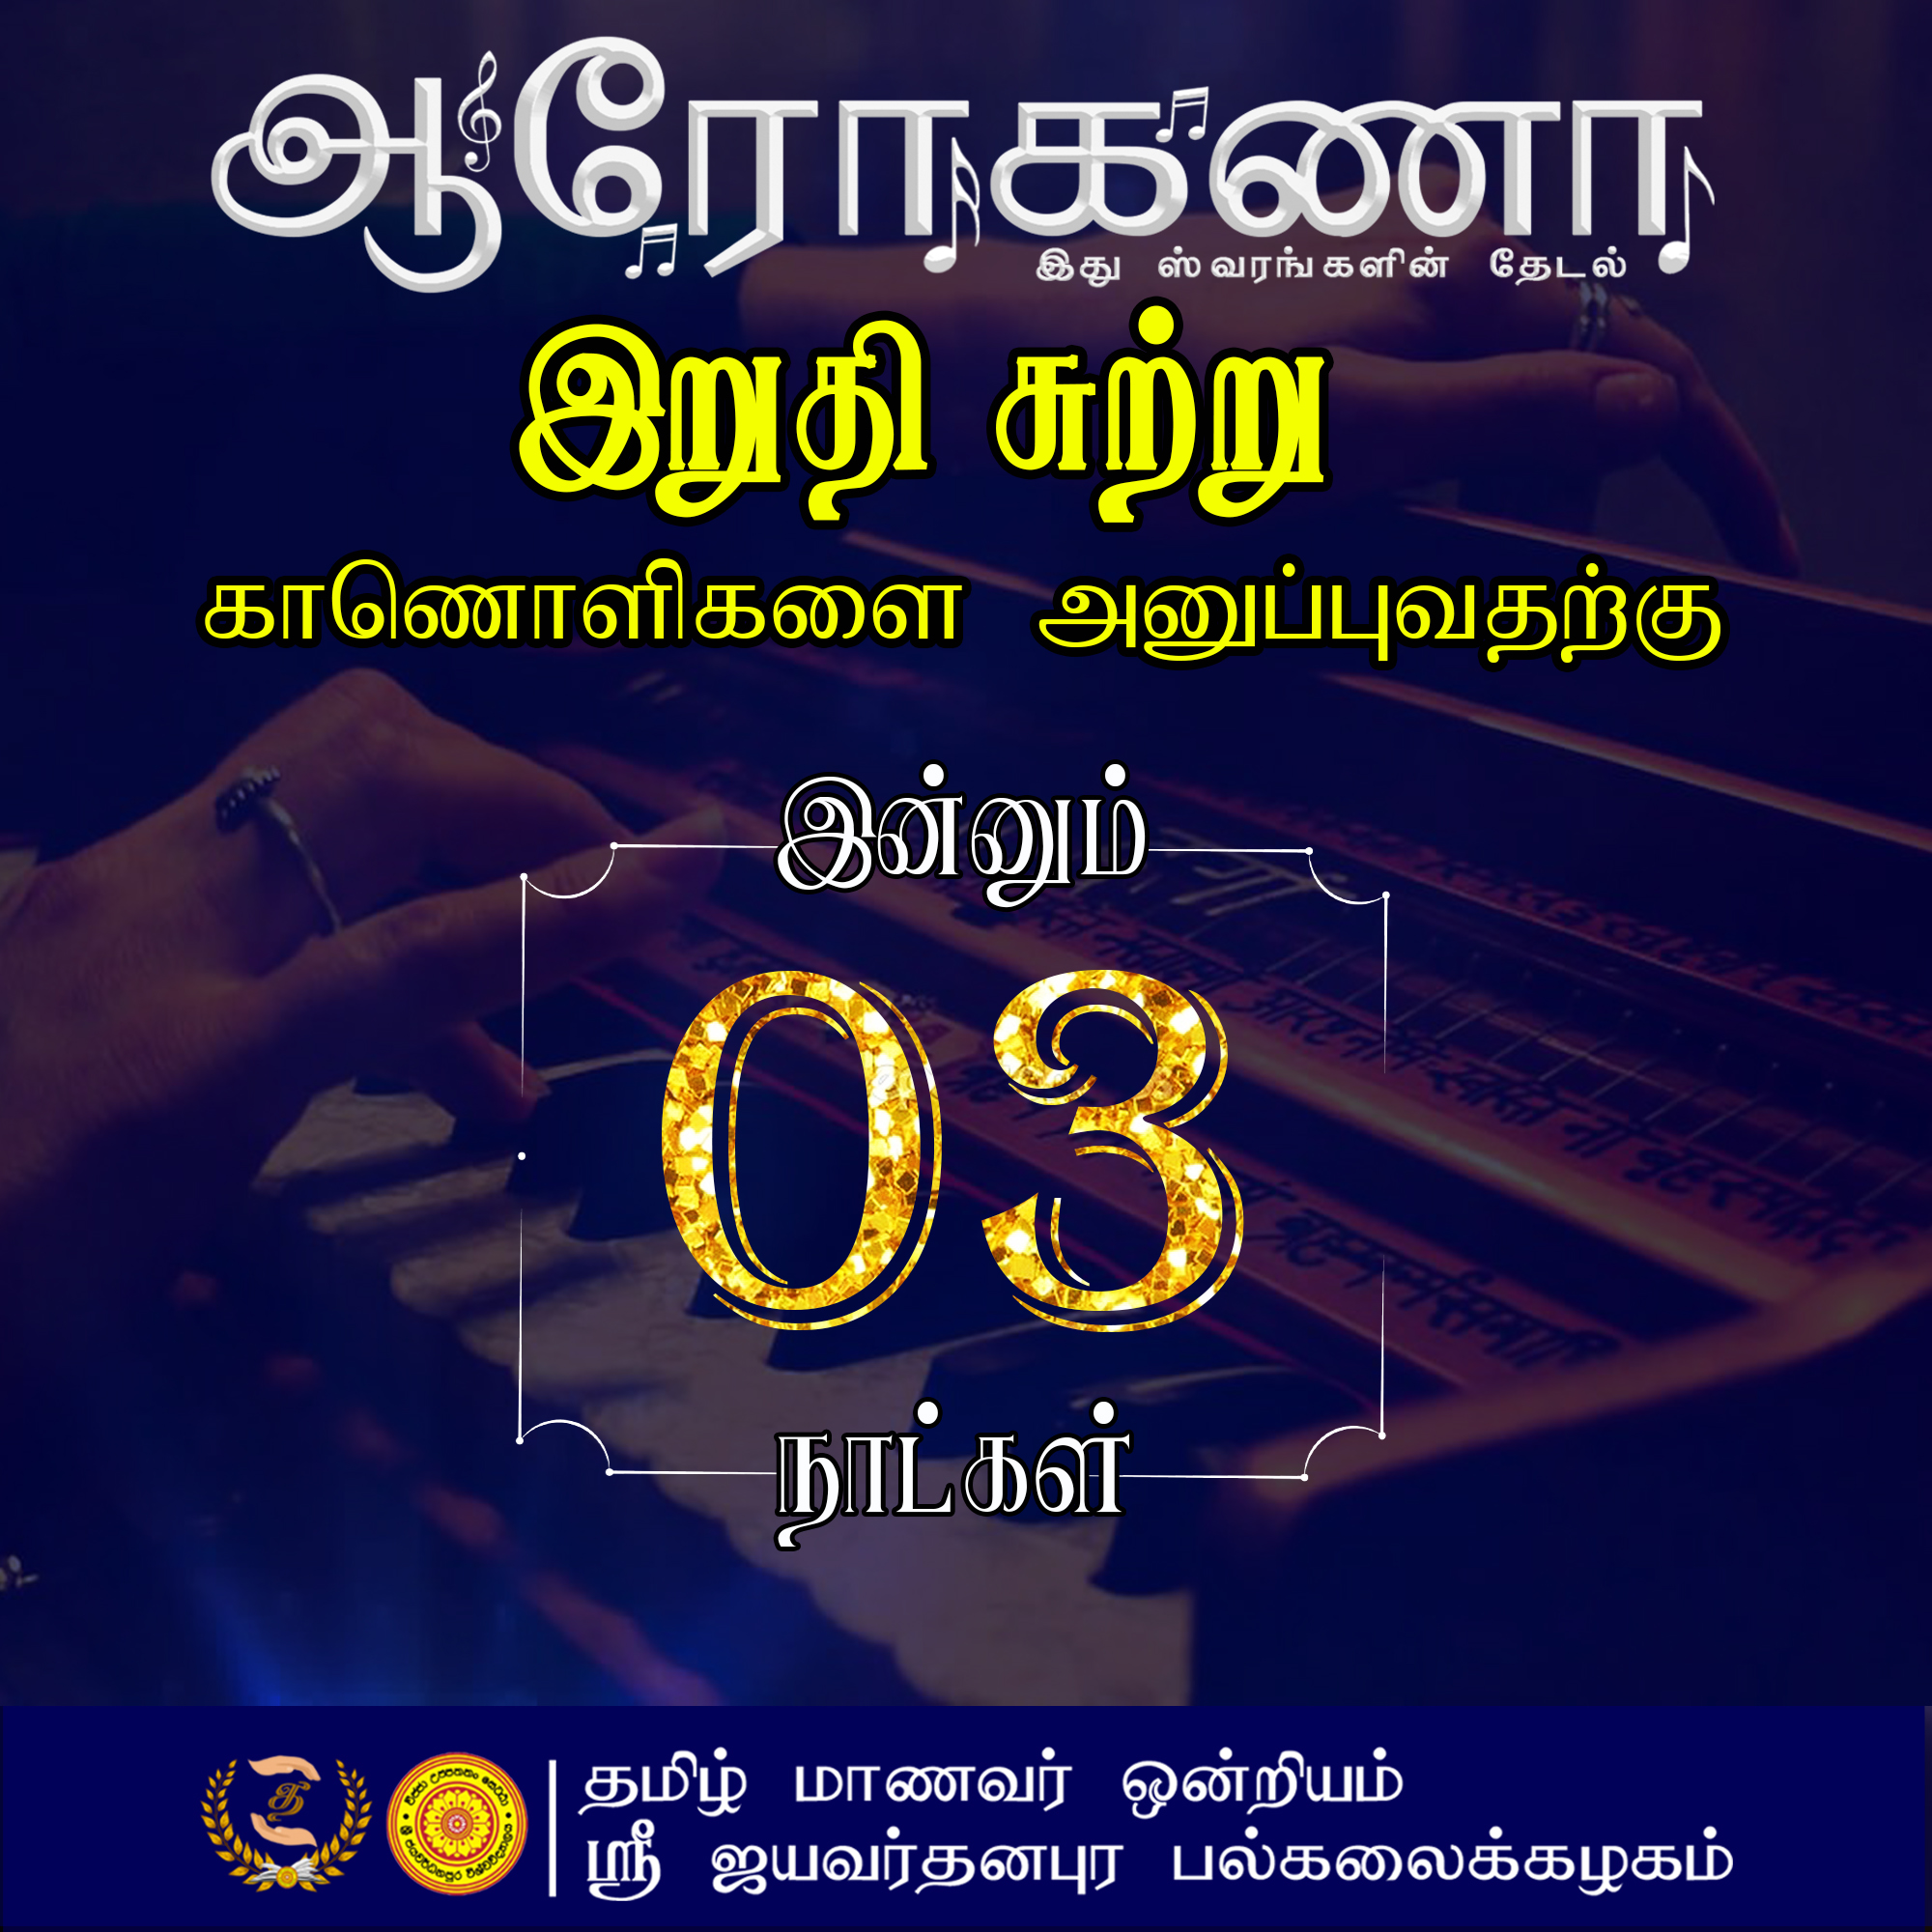 ஆரோகணா
இது ஸ்வரங்களின் தேடல்
இறுதி சுற்று
காணொளிகளை அனுப்புவதற்கு
இன்னும்
03
நாட்கள்
த
தமிழ் மாணவர் ஒன்றியம்
ஸ்ரீ ஜயவர்தனபுர பல்கலைக்கழகம்